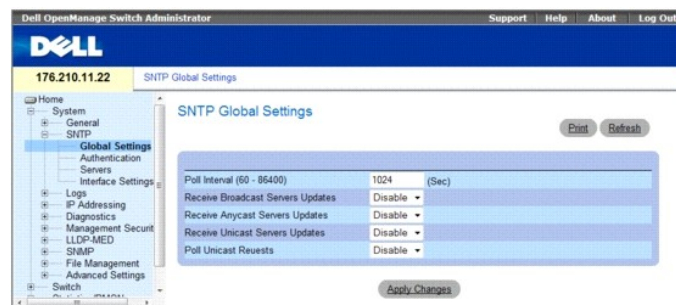 Dell OpenManage Switch Administrator
Support Help About Log Out
DELL
176.210.11.22
SNTP Global Settings
Home
System
General
SNTP
Global Settings
Authentication
Servers
Interface Settings
Logs
IP Addressing
Diagnostics
Management Securit
LLDP-MED
SNMP
File Management
Advanced Settings
Switch
SNTP Global Settings
Print Refresh
Poll Interval (60 - 86400) 1024 (Sec)
Receive Broadcast Servers Updates Disable
Receive Anycast Servers Updates Disable
Receive Unicast Servers Updates Disable
Poll Unicast Reuests Disable
Apply Changes